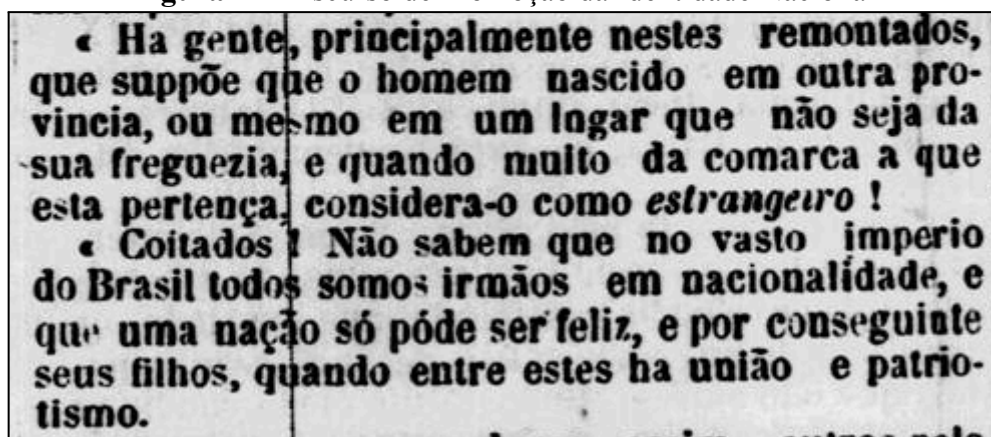 « Ha gente, principalmente nestes remontados,
que suppõe que o homem nascido em outra pro-
vincia, ou mesmo em um logar que não seja da
sua freguezia, e quando muito da comarca a que
esta pertença, considera-o como estrangeiro !
« Coitados ! Não sabem que no vasto imperio
do Brasil todos somos irmãos em nacionalidade, e
que uma nação só póde ser feliz, e por conseguinte
seus filhos, quando entre estes ha união e patrio-
tismo.